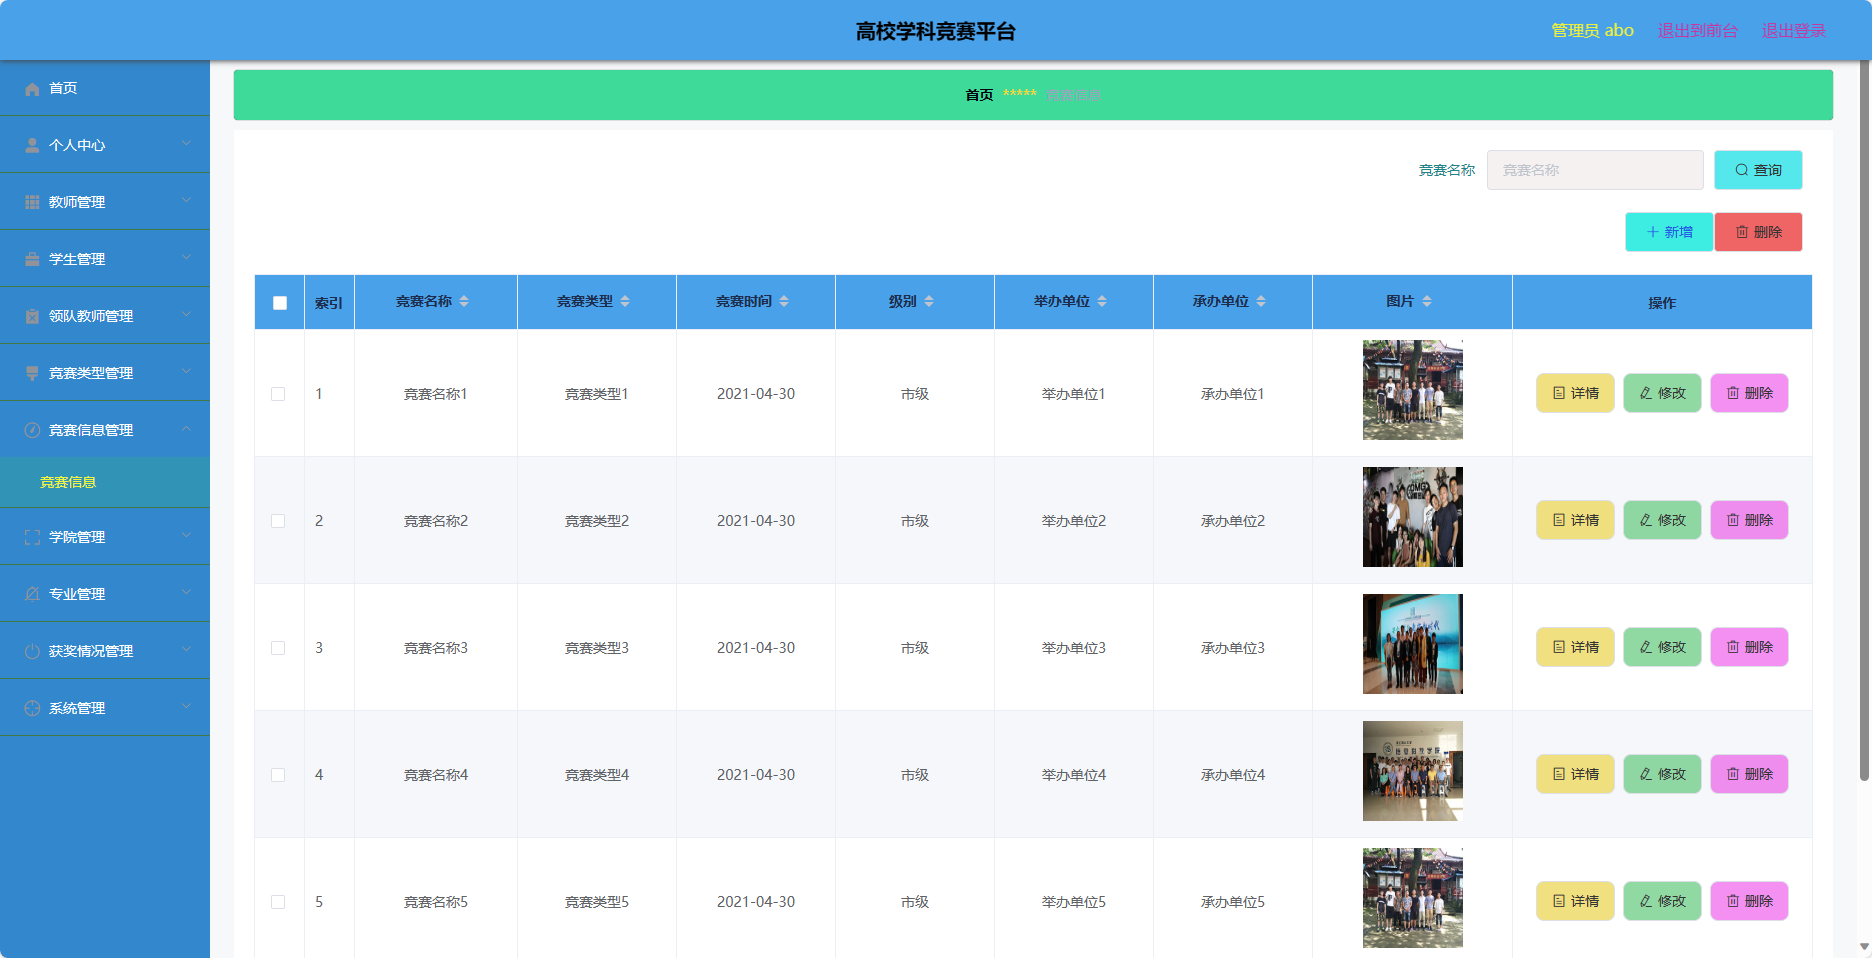 高校学科竞赛平台
管理员 abo 退出到前台 退出登录
首页
个人中心
教师管理
学生管理
领队教师管理
竞赛类型管理
竞赛信息管理
竞赛信息
学院管理
专业管理
获奖情况管理
系统管理
首页 ***** 竞赛信息
竞赛名称 竞赛名称 查询
新增 删除
索引 竞赛名称 竞赛类型 竞赛时间 级别 举办单位 承办单位 图片 操作
1 竞赛名称1 竞赛类型1 2021-04-30 市级 举办单位1 承办单位1 详情 修改 删除
2 竞赛名称2 竞赛类型2 2021-04-30 市级 举办单位2 承办单位2 详情 修改 删除
3 竞赛名称3 竞赛类型3 2021-04-30 市级 举办单位3 承办单位3 详情 修改 删除
4 竞赛名称4 竞赛类型4 2021-04-30 市级 举办单位4 承办单位4 详情 修改 删除
5 竞赛名称5 竞赛类型5 2021-04-30 市级 举办单位5 承办单位5 详情 修改 删除